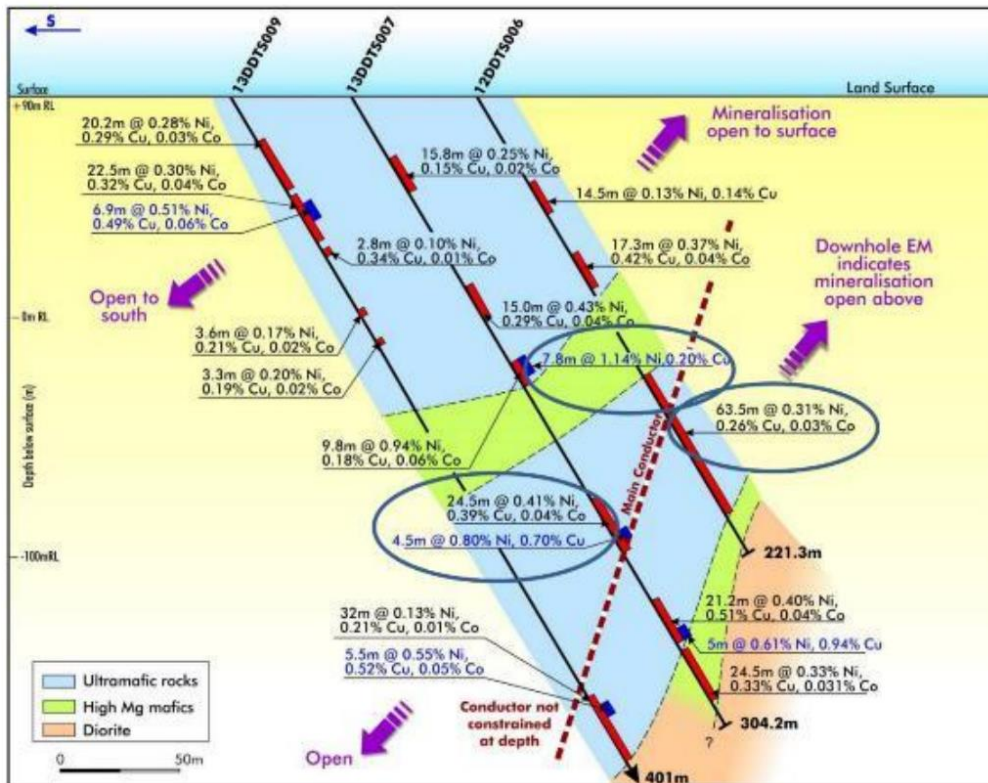 S
13DDTS009
13DDTS007
12DDTS006
Surface
Land Surface
+90m RL
20.2m @ 0.28% Ni,
0.29% Cu, 0.03% Co
22.5m @ 0.30% Ni,
0.32% Cu, 0.04% Co
6.9m @ 0.51% Ni,
0.49% Cu, 0.06% Co
15.8m @ 0.25% Ni,
0.15% Cu, 0.02% Co
Mineralisation
open to surface
14.5m @ 0.13% Ni, 0.14% Cu
2.8m @ 0.10% Ni,
0.34% Cu, 0.01% Co
17.3m @ 0.37% Ni,
0.42% Cu, 0.04% Co
Downhole EM
indicates
mineralisation
open above
Open to
south
0m RL
15.0m @ 0.43% Ni,
0.29% Cu, 0.04% Co
3.6m @ 0.17% Ni,
0.21% Cu, 0.02% Co
3.3m @ 0.20% Ni,
0.19% Cu, 0.02% Co
7.8m @ 1.14% Ni,0.20% Cu
63.5m @ 0.31% Ni,
0.26% Cu, 0.03% Co
Depth below surface (m)
9.8m @ 0.94% Ni,
0.18% Cu, 0.06% Co
Main Conductor
24.5m @ 0.41% Ni,
0.39% Cu, 0.04% Co
4.5m @ 0.80% Ni, 0.70% Cu
-100mRL
221.3m
21.2m @ 0.40% Ni,
0.51% Cu, 0.04% Co
5m @ 0.61% Ni, 0.94% Cu
32m @ 0.13% Ni,
0.21% Cu, 0.01% Co
5.5m @ 0.55% Ni,
0.52% Cu, 0.05% Co
24.5m @ 0.33% Ni,
0.33% Cu, 0.031% Co
304.2m
?
Conductor not
constrained
at depth
Open
401m
Ultramafic rocks
High Mg mafics
Diorite
0 50m